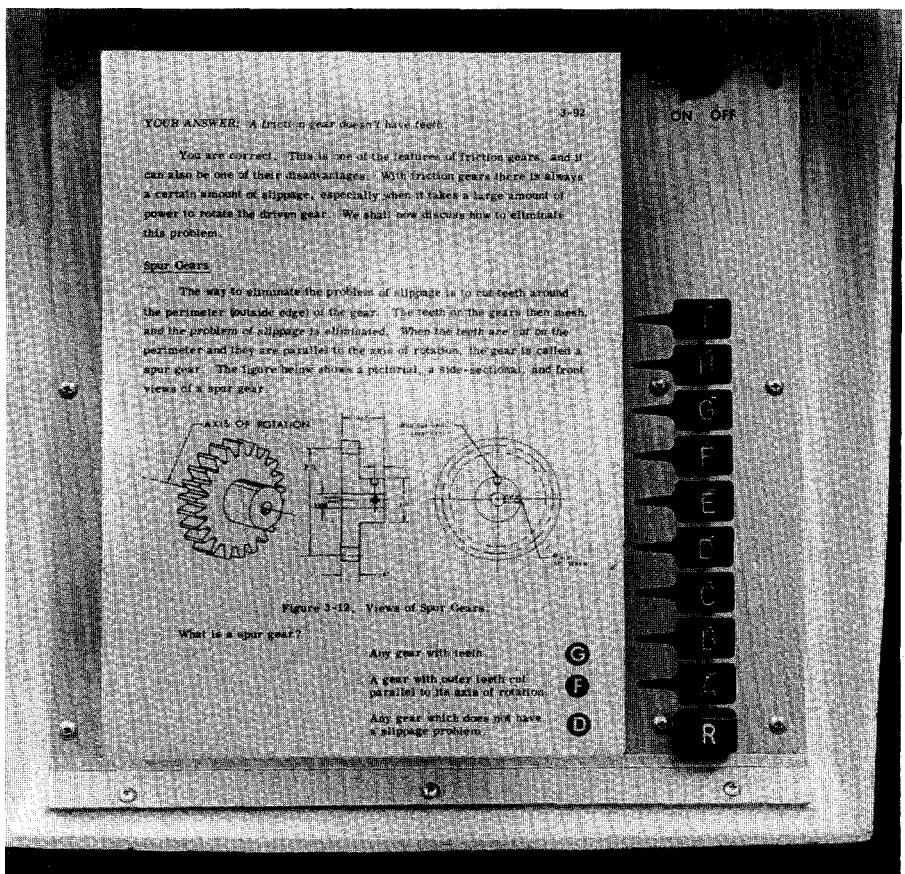 3-92
ON OFF
YOUR ANSWER: A friction gear doesn't have teeth.
You are correct. This is one of the features of friction gears, and it
can also be one of their disadvantages. With friction gears there is always
a certain amount of slippage, especially when it takes a large amount of
power to rotate the driven gear. We shall now discuss how to eliminate
this problem.
Spur Gears
The way to eliminate the problem of slippage is to cut teeth around
the perimeter (outside edge) of the gear. The teeth on the gears then mesh,
and the problem of slippage is eliminated. When the teeth are cut on the
perimeter and they are parallel to the axis of rotation, the gear is called a
spur gear. The figure below shows a pictorial, a side-sectional, and front
views of a spur gear.
AXIS OF ROTATION
Figure 3-12. Views of Spur Gears.
What is a spur gear?
Any gear with teeth G
A gear with outer teeth cut
parallel to its axis of rotation F
Any gear which does not have
a slippage problem D
I
H
G
F
E
D
C
B
A
R